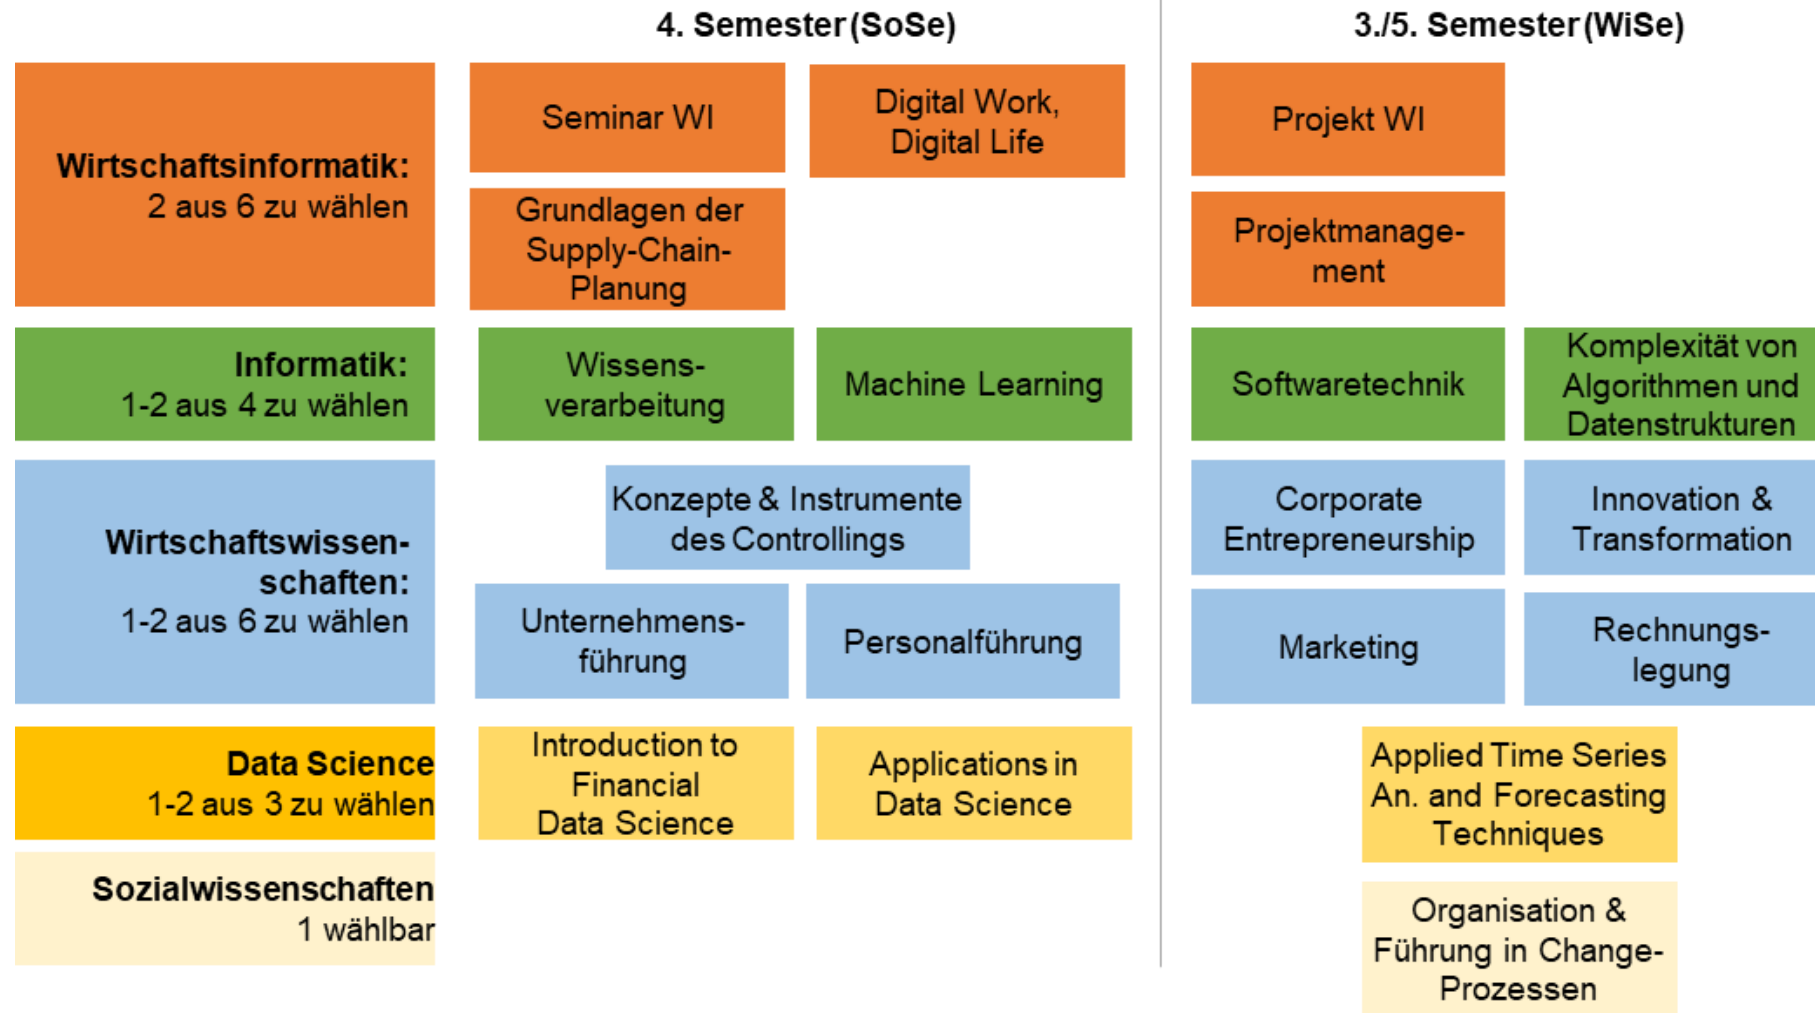 4. Semester (SoSe)
3./5. Semester (WiSe)
Wirtschaftsinformatik:
2 aus 6 zu wählen
Seminar WI
Digital Work,
Digital Life
Grundlagen der
Supply-Chain-
Planung
Projekt WI
Projektmanage-
ment
Informatik:
1-2 aus 4 zu wählen
Wissens-
verarbeitung
Machine Learning
Softwaretechnik
Komplexität von
Algorithmen und
Datenstrukturen
Wirtschaftswissen-
schaften:
1-2 aus 6 zu wählen
Konzepte & Instrumente
des Controllings
Unternehmens-
führung
Personalführung
Corporate
Entrepreneurship
Innovation &
Transformation
Marketing
Rechnungs-
legung
Data Science
1-2 aus 3 zu wählen
Introduction to
Financial
Data Science
Applications in
Data Science
Applied Time Series
An. and Forecasting
Techniques
Sozialwissenschaften
1 wählbar
Organisation &
Führung in Change-
Prozessen